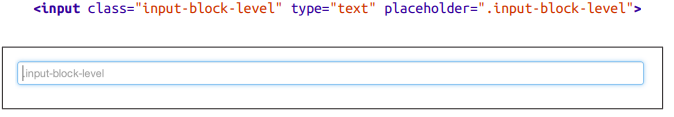 <input class="input-block-level" type="text" placeholder=".input-block-level">
.input-block-level